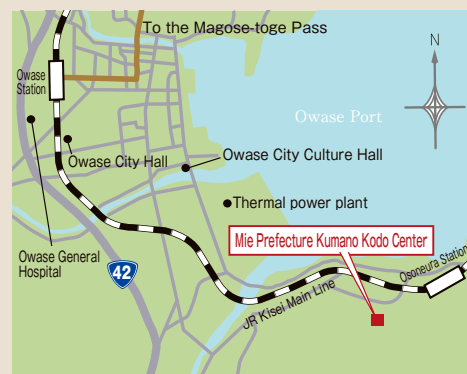 To the Magose-toge Pass
N
Owase
Station
Owase Port
Owase City Hall
Owase City Culture Hall
Thermal power plant
Mie Prefecture Kumano Kodo Center
Owase General
Hospital
42
JR Kisei Main Line
Osoneura Station